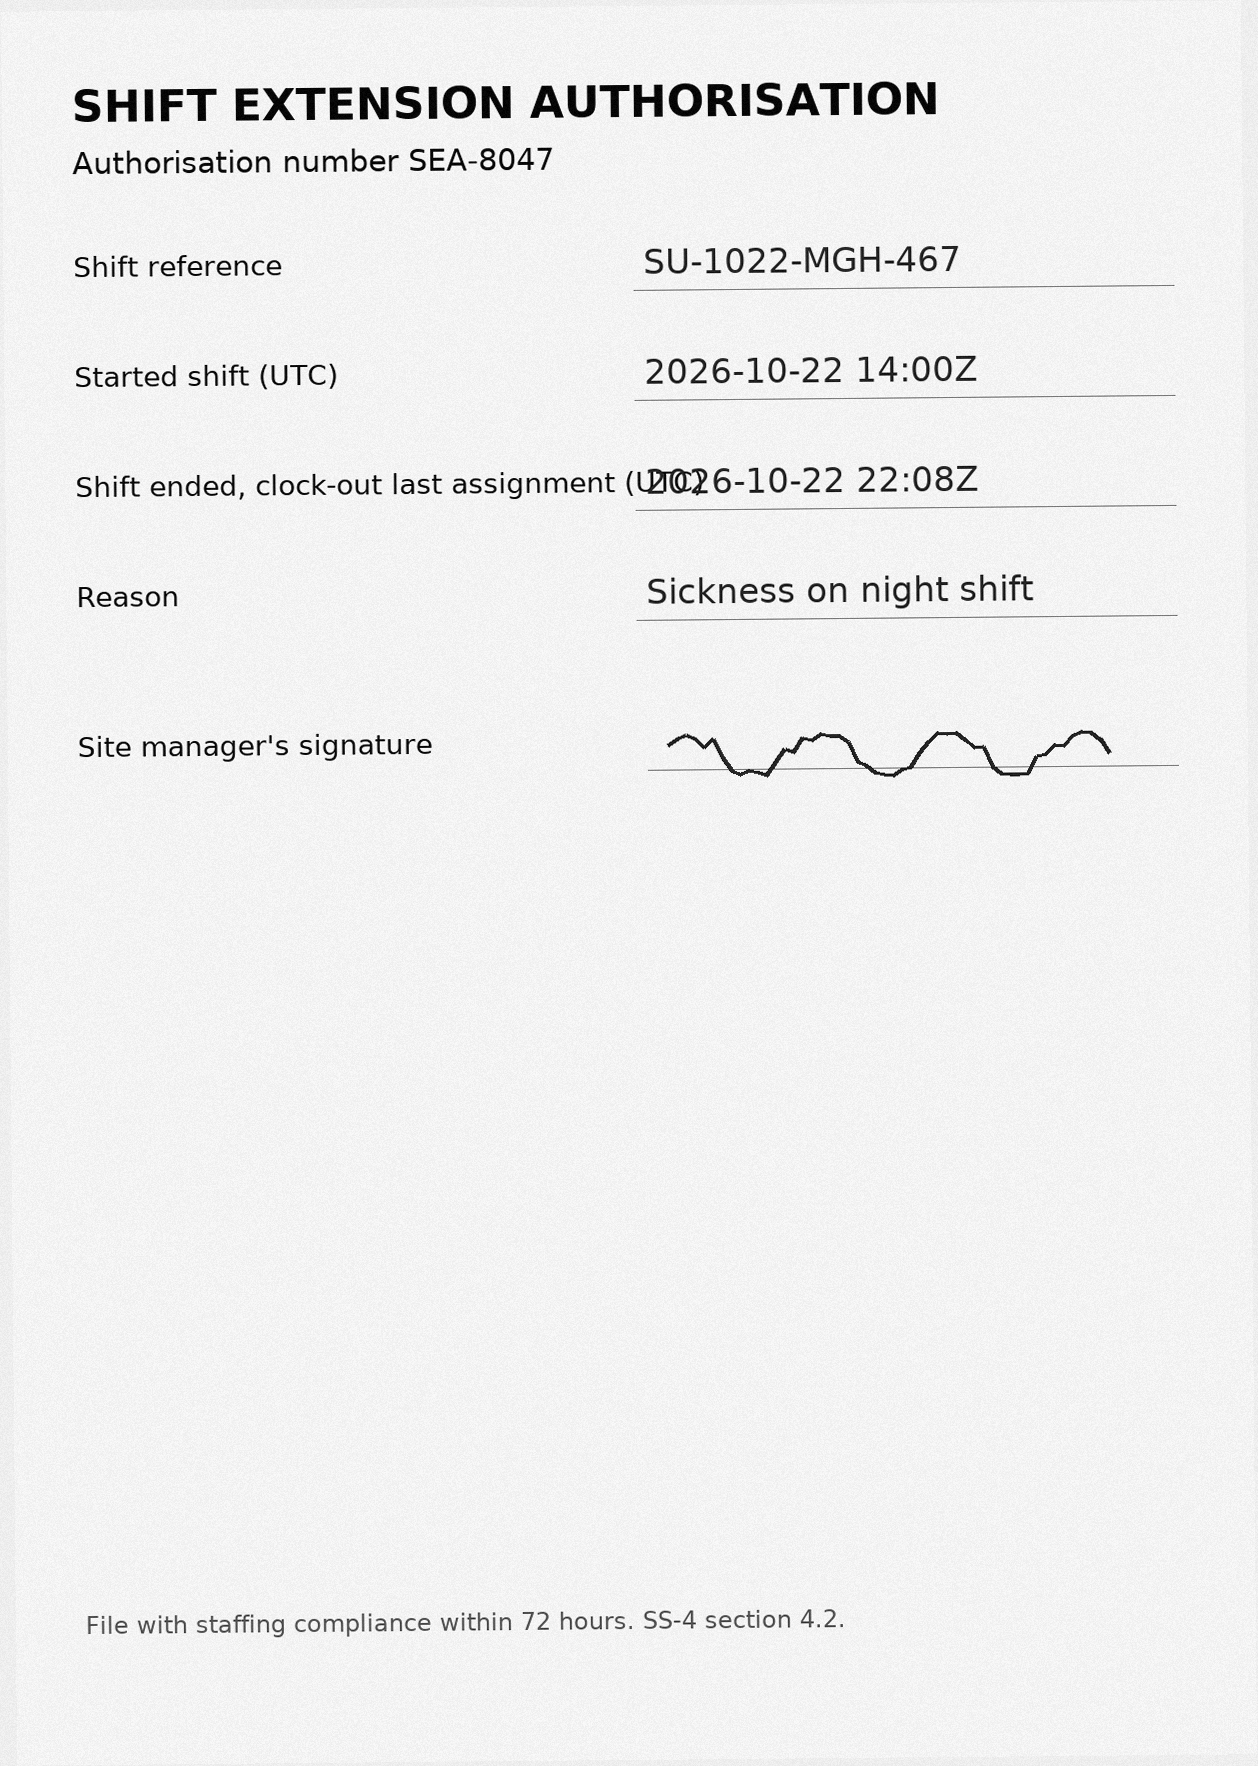 SHIFT EXTENSION AUTHORISATION
Authorisation number SEA-8047
Shift reference SU-1022-MGH-467
Started shift (UTC) 2026-10-22 14:00Z
Shift ended, clock-out last assignment (UTC) 2026-10-22 22:08Z
Reason Sickness on night shift
Site manager's signature
File with staffing compliance within 72 hours. SS-4 section 4.2.